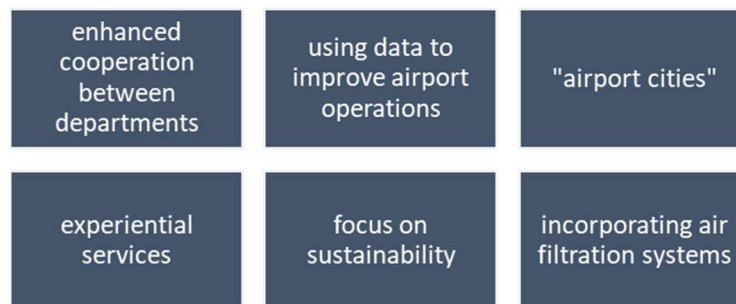 enhanced
cooperation
between
departments
using data to
improve airport
operations
"airport cities"
experiential
services
focus on
sustainability
incorporating air
filtration systems